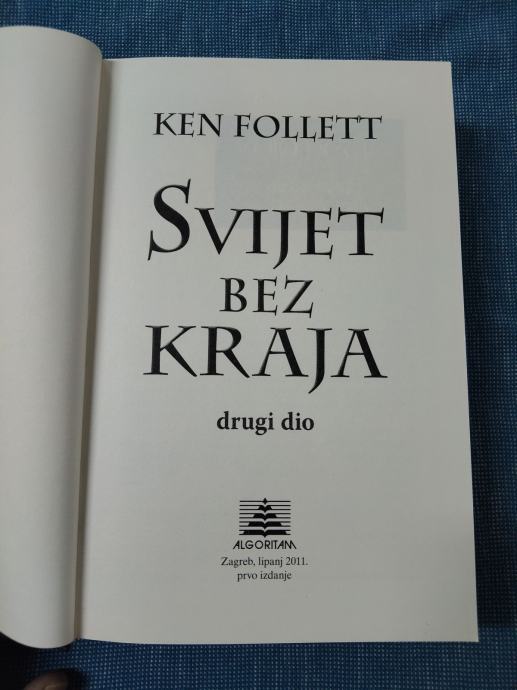 KEN FOLLETT
SVIJET
BEZ
KRAJA
drugi dio
ALGORITAM
Zagreb, lipanj 2011.
prvo izdanje